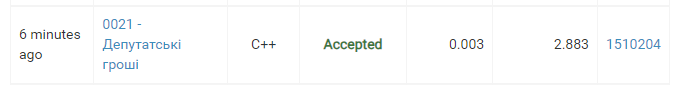 6 minutes ago
0021 - Депутатські гроші
C++
Accepted
0.003
2.883
1510204